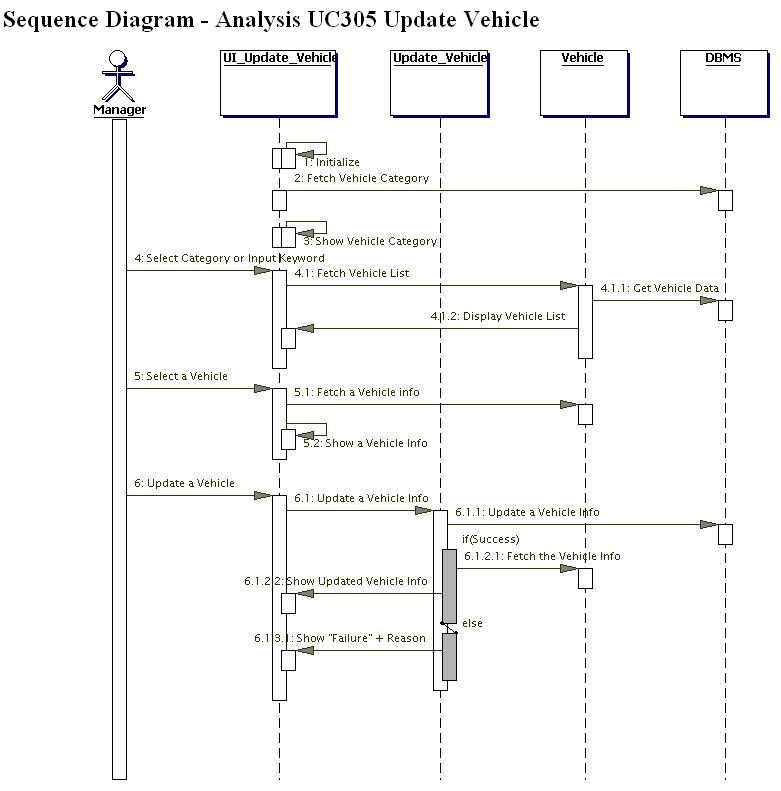 Sequence Diagram - Analysis UC305 Update Vehicle
Manager
UI_Update_Vehicle
Update_Vehicle
Vehicle
DBMS
1: Initialize
2: Fetch Vehicle Category
3: Show Vehicle Category
4: Select Category or Input Keyword
4.1: Fetch Vehicle List
4.1.1: Get Vehicle Data
4.1.2: Display Vehicle List
5: Select a Vehicle
5.1: Fetch a Vehicle info
5.2: Show a Vehicle Info
6: Update a Vehicle
6.1: Update a Vehicle Info
6.1.1: Update a Vehicle Info
if(Success)
6.1.2.1: Fetch the Vehicle Info
6.1.2.2: Show Updated Vehicle Info
else
6.1.3.1: Show "Failure" + Reason